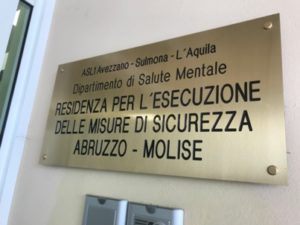 ASL1 Avezzano - Sulmona - L'Aquila
Dipartimento di Salute Mentale
RESIDENZA PER L'ESECUZIONE
DELLE MISURE DI SICUREZZA
ABRUZZO - MOLISE